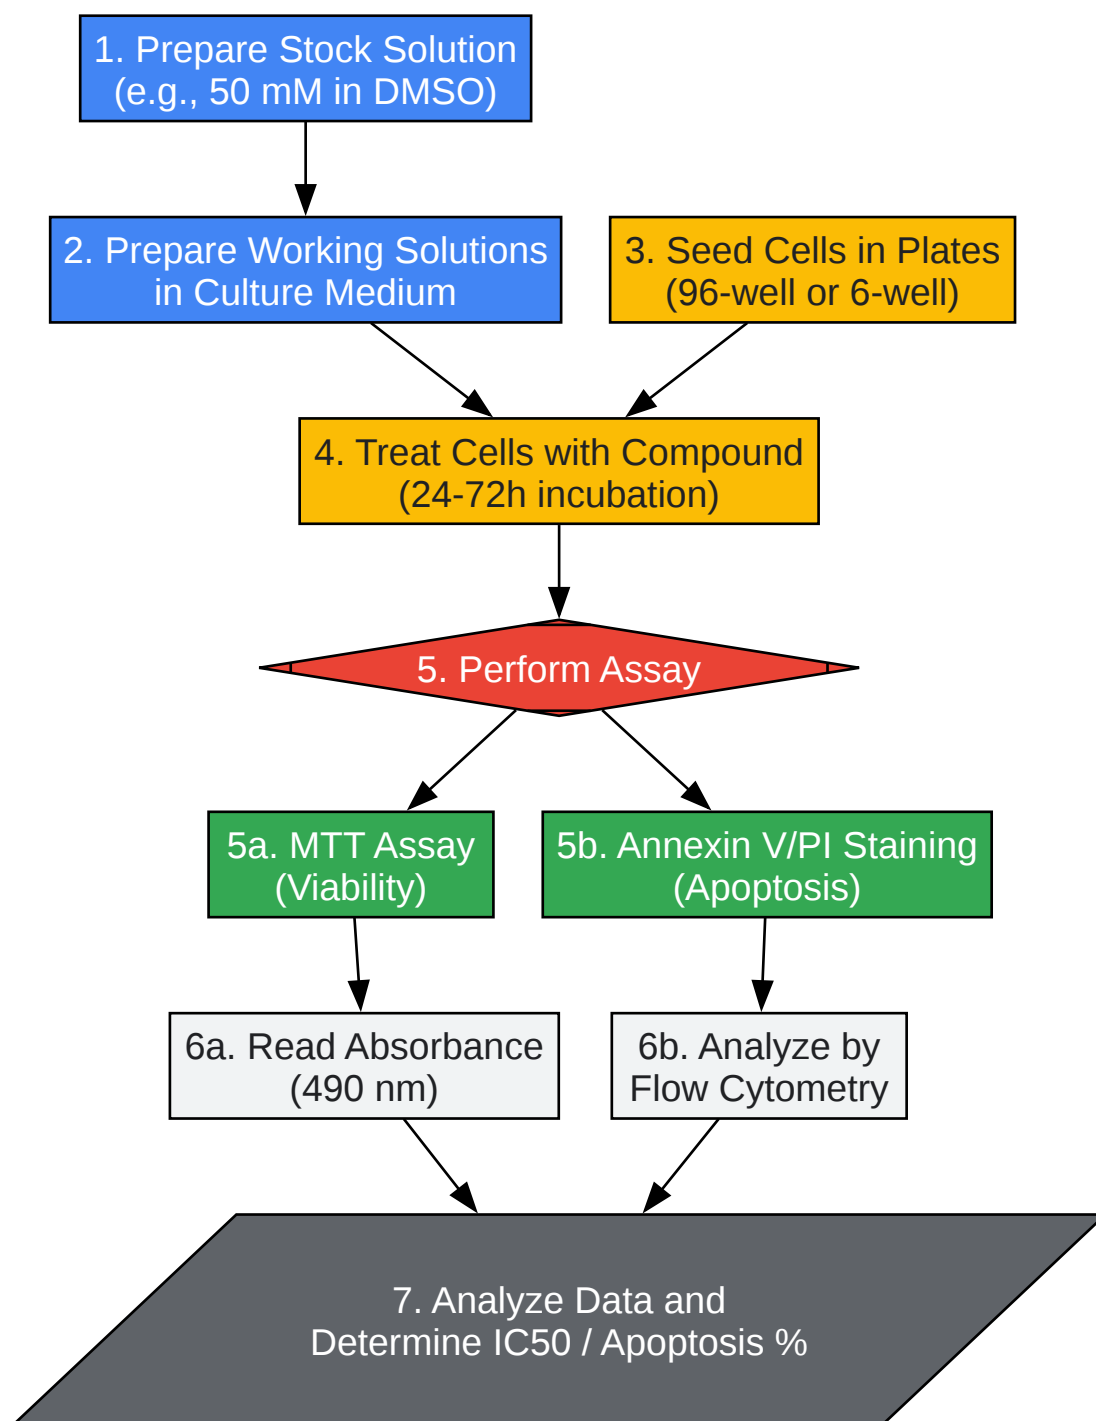 1. Prepare Stock Solution
(e.g., 50 mM in DMSO)
2. Prepare Working Solutions
in Culture Medium
3. Seed Cells in Plates
(96-well or 6-well)
4. Treat Cells with Compound
(24-72h incubation)
5. Perform Assay
5a. MTT Assay
(Viability)
5b. Annexin V/PI Staining
(Apoptosis)
6a. Read Absorbance
(490 nm)
6b. Analyze by
Flow Cytometry
7. Analyze Data and
Determine IC50 / Apoptosis %